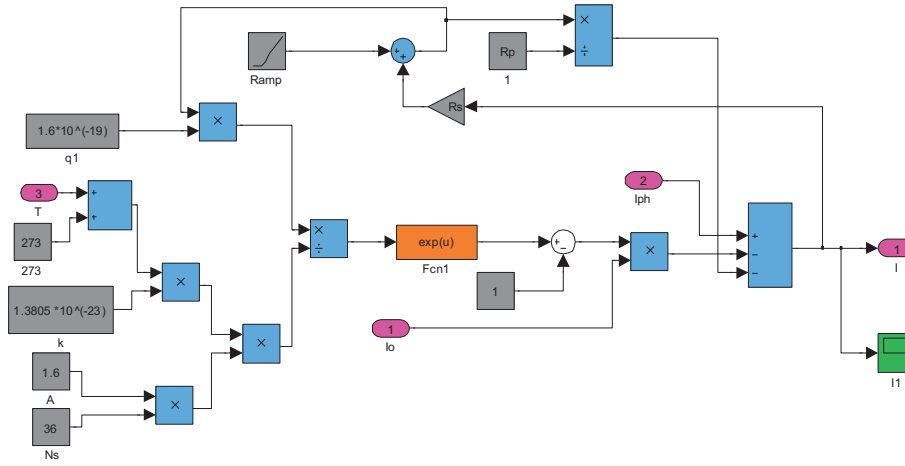 Ramp
Rp
1
×
÷
+
+
Rs
1.6*10^(-19)
q1
×
3
T
+
+
273
273
2
Iph
×
÷
exp(u)
Fcn1
+
−
×
+
−
−
1
I
1
1.3805 *10^(-23)
k
×
1
Io
×
1.6
A
×
36
Ns
I1